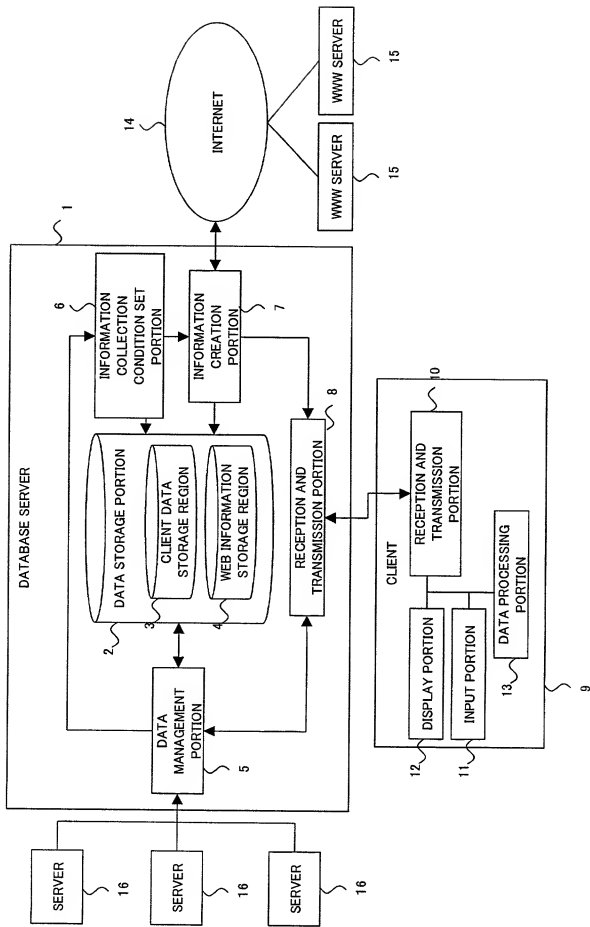 DATABASE SERVER
1
INFORMATION
COLLECTION
CONDITION SET
PORTION
6
INFORMATION
CREATION
PORTION
7
DATA STORAGE PORTION
2
CLIENT DATA
STORAGE REGION
3
WEB INFORMATION
STORAGE REGION
4
DATA
MANAGEMENT
PORTION
5
RECEPTION AND
TRANSMISSION PORTION
8
SERVER
16
SERVER
16
SERVER
16
INTERNET
14
WWW SERVER
15
WWW SERVER
15
CLIENT
9
RECEPTION AND
TRANSMISSION
PORTION
10
DISPLAY PORTION
12
INPUT PORTION
11
DATA PROCESSING
PORTION
13